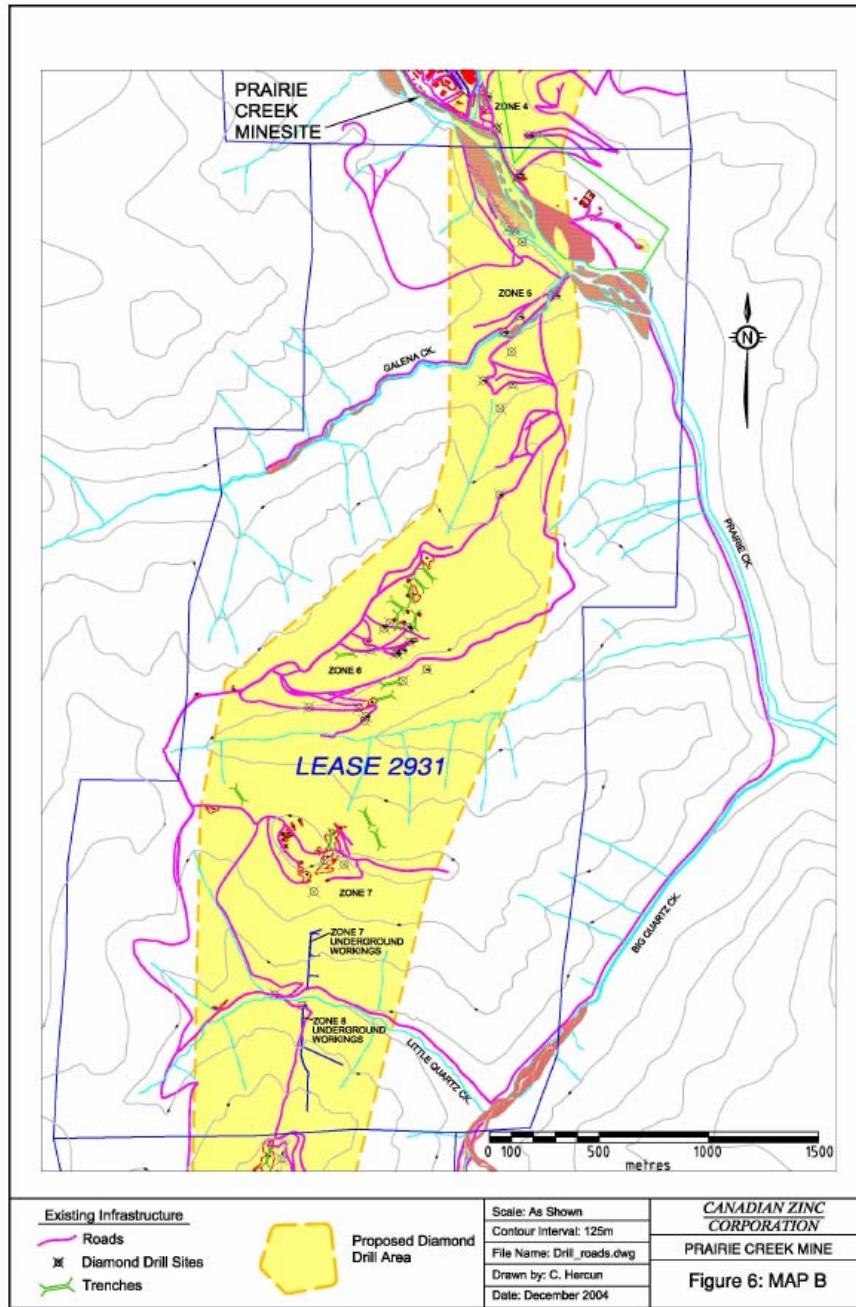 PRAIRIE
CREEK
MINESITE
ZONE 4
ZONE 5
N
GALENA CK.
PRAIRIE CK.
ZONE 6
LEASE 2931
ZONE 7
ZONE 7
UNDERGROUND
WORKINGS
BIG QUARTZ CK.
ZONE 8
UNDERGROUND
WORKINGS
LITTLE QUARTZ CK.
0 100 500 1000 1500
metres
Existing Infrastructure
Roads
Diamond Drill Sites
Trenches
Proposed Diamond
Drill Area
Scale: As Shown
Contour Interval: 125m
File Name: Drill_roads.dwg
Drawn by: C. Hercun
Date: December 2004
CANADIAN ZINC
CORPORATION
PRAIRIE CREEK MINE
Figure 6: MAP B